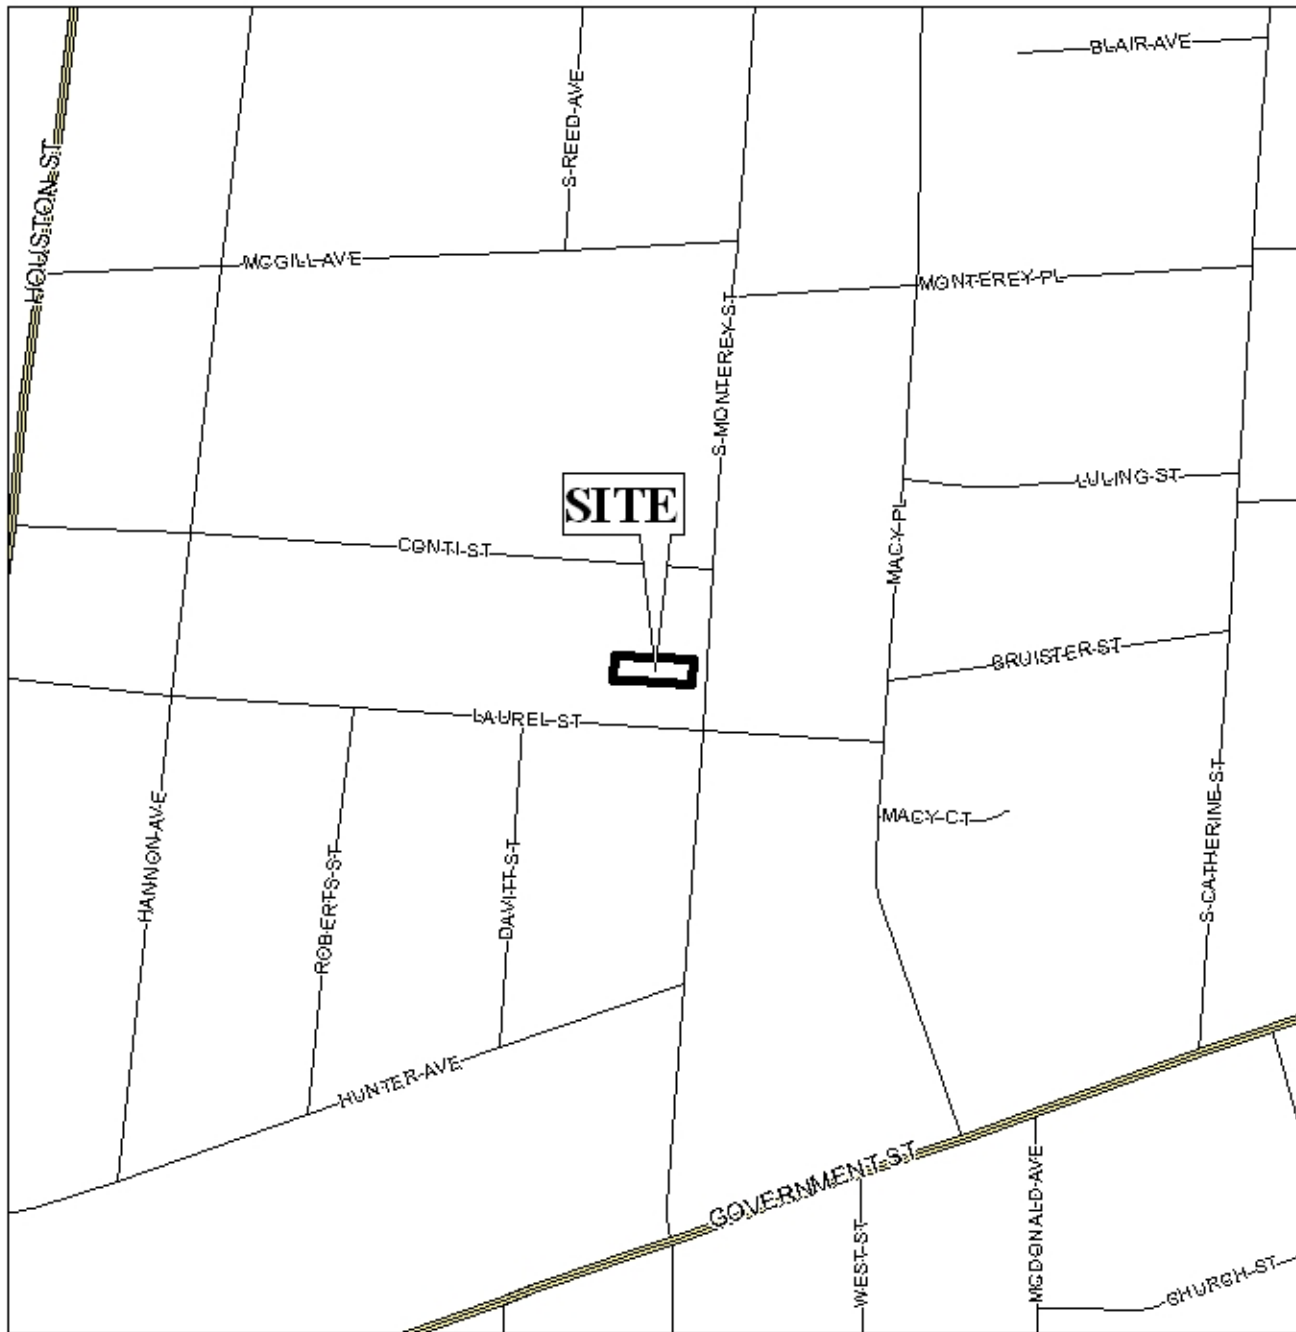 BLAIR AVE
S REED AVE
HOUSTON ST
MCGILL AVE
MONTEREY PL
S MONTEREY ST
LULING ST
SITE
CONTI ST
MACY PL
BRUISTER ST
LAUREL ST
MACY CT
S CATHERINE ST
HANNON AVE
ROBERTS ST
DAVITT ST
HUNTER AVE
GOVERNMENT ST
WEST ST
MCDONALD AVE
CHURCH ST